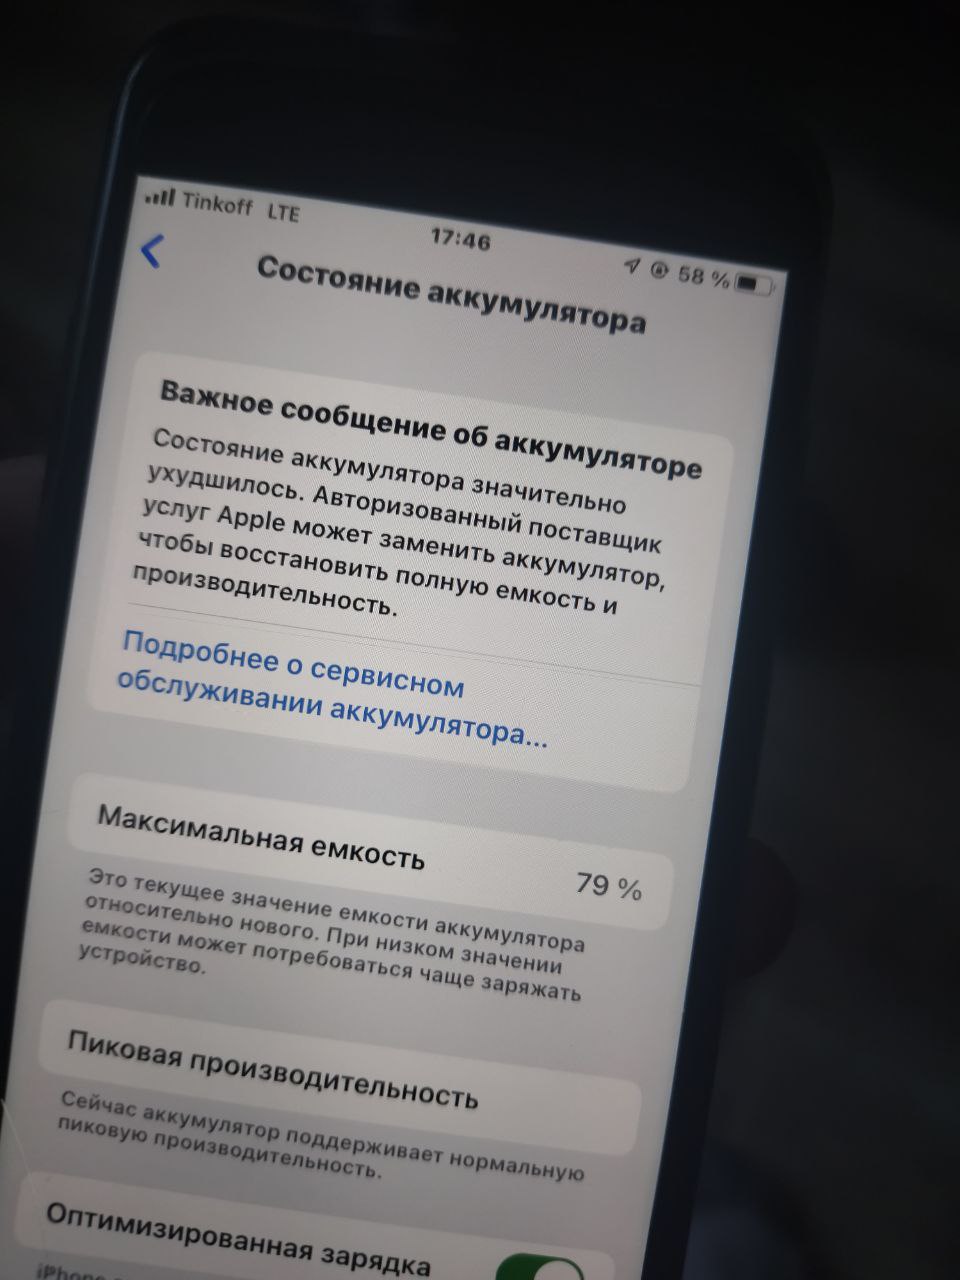 Tinkoff LTE
17:46
58 %
Состояние аккумулятора
Важное сообщение об аккумуляторе
Состояние аккумулятора значительно
ухудшилось. Авторизованный поставщик
услуг Apple может заменить аккумулятор,
чтобы восстановить полную емкость и
производительность.
Подробнее о сервисном
обслуживании аккумулятора...
Максимальная емкость
79 %
Это текущее значение емкости аккумулятора
относительно нового. При низком значении
емкости может потребоваться чаще заряжать
устройство.
Пиковая производительность
Сейчас аккумулятор поддерживает нормальную
пиковую производительность.
Оптимизированная зарядка
iPhone